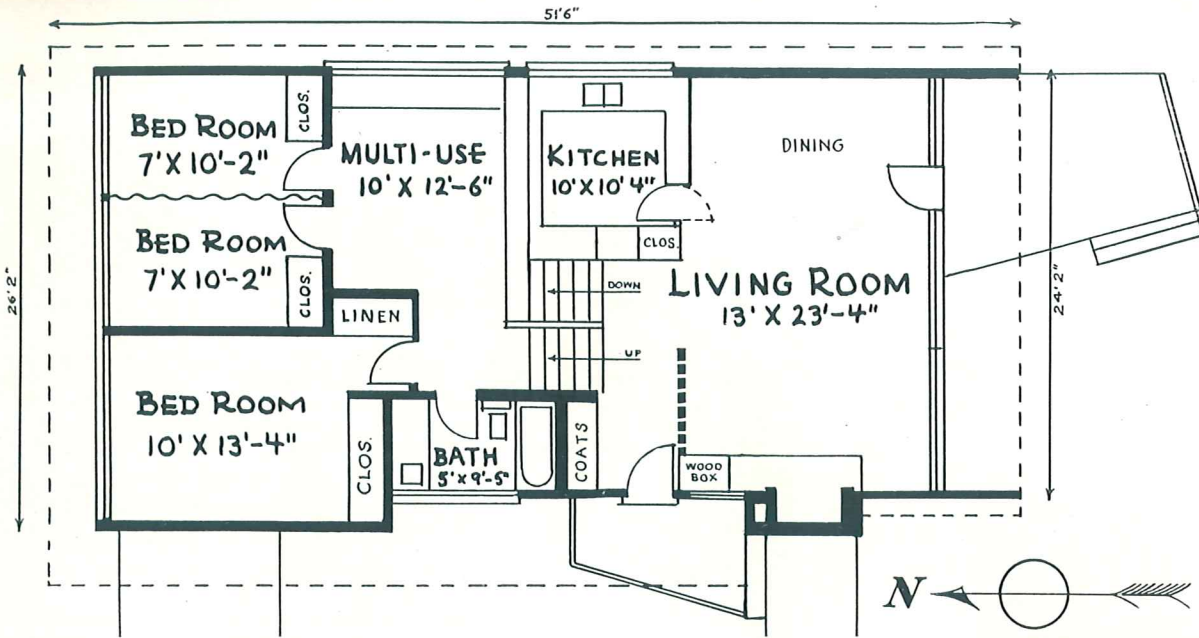 51'6"
BED ROOM
7' X 10'-2"
CLOS.
MULTI-USE
10' X 12'-6"
KITCHEN
10' X 10' 4"
DINING
BED ROOM
7' X 10'-2"
CLOS.
CLOS.
LINEN
DOWN
UP
LIVING ROOM
13' X 23'-4"
26' 2"
24' 2"
BED ROOM
10' X 13'-4"
CLOS.
BATH
5' X 9'-5"
COATS
WOOD
BOX
N